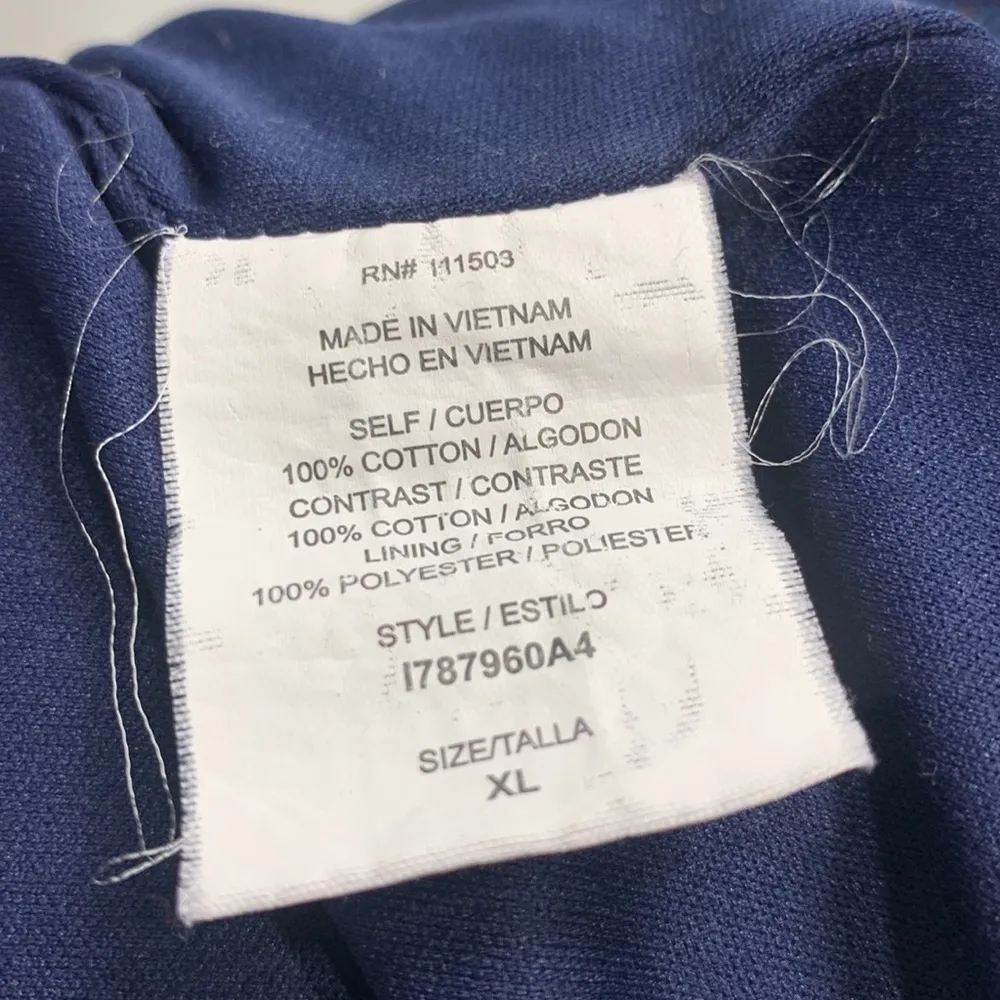 RN# 111503
MADE IN VIETNAM
HECHO EN VIETNAM
SELF / CUERPO
100% COTTON / ALGODON
CONTRAST / CONTRASTE
100% COTTON / ALGODON
LINING / FORRO
100% POLYESTER / POLIESTER
STYLE / ESTILO
I787960A4
SIZE/TALLA
XL